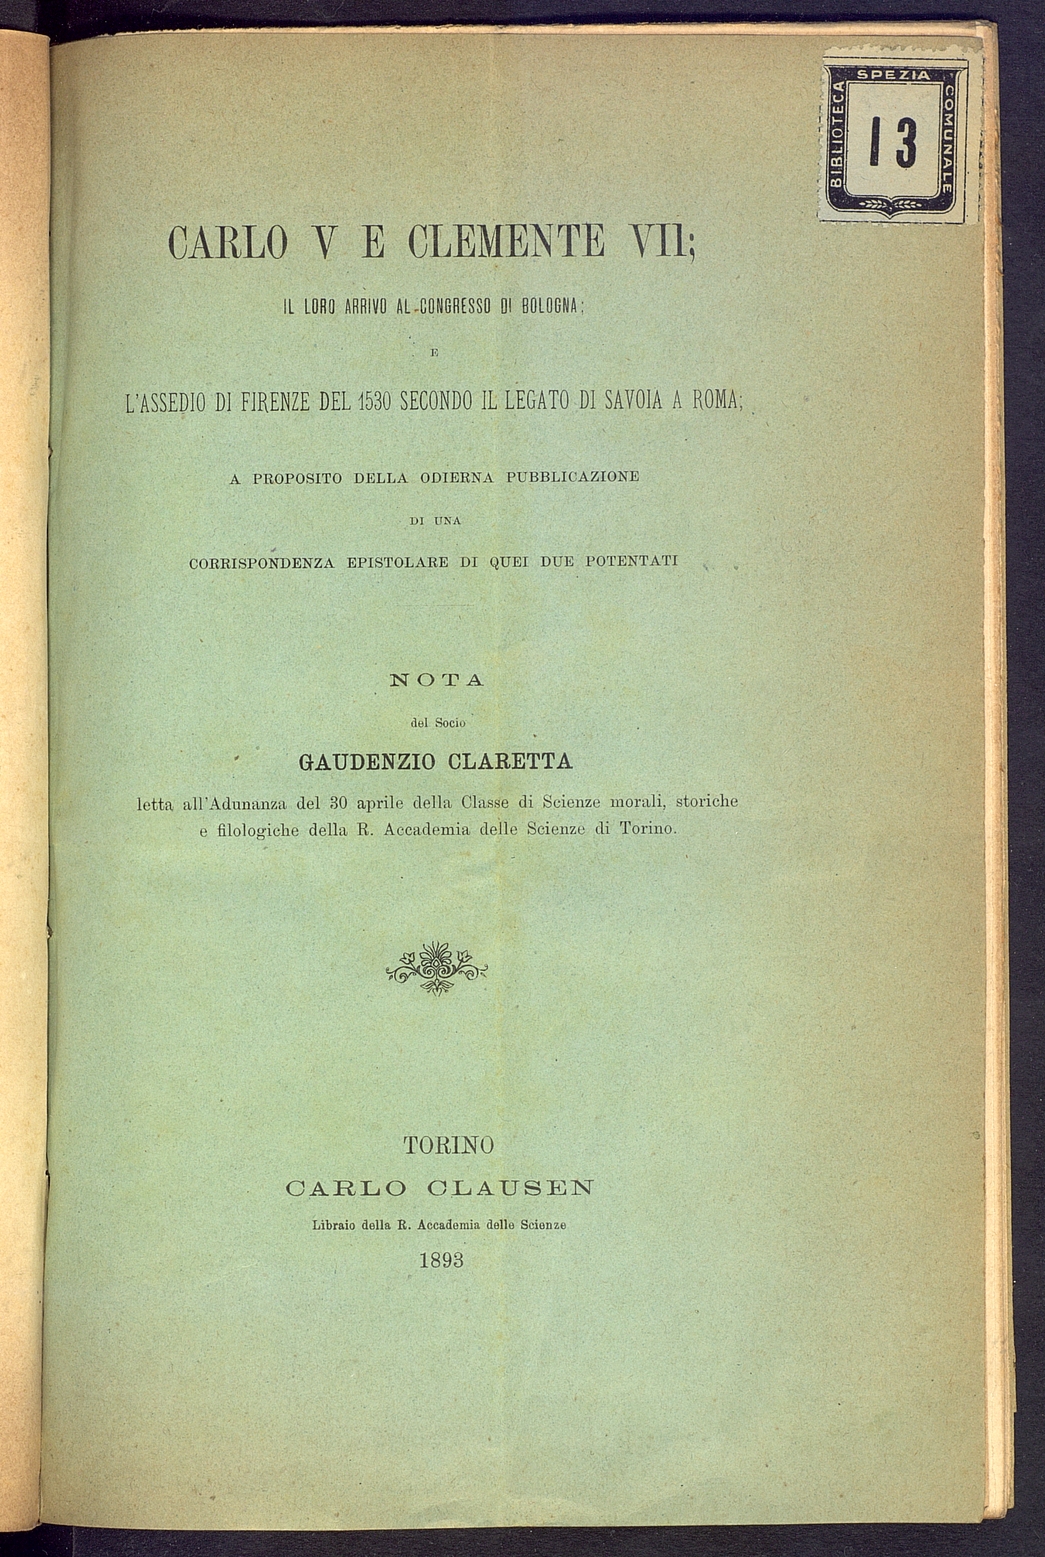 BIBLIOTECA SPEZIA COMUNALE
13
CARLO V E CLEMENTE VII;
IL LORO ARRIVO AL CONGRESSO DI BOLOGNA;
E
L'ASSEDIO DI FIRENZE DEL 1530 SECONDO IL LEGATO DI SAVOIA A ROMA;
A PROPOSITO DELLA ODIERNA PUBBLICAZIONE
DI UNA
CORRISPONDENZA EPISTOLARE DI QUEI DUE POTENTATI
NOTA
del Socio
GAUDENZIO CLARETTA
letta all'Adunanza del 30 aprile della Classe di Scienze morali, storiche
e filologiche della R. Accademia delle Scienze di Torino.
TORINO
CARLO CLAUSEN
Libraio della R. Accademia delle Scienze
1893